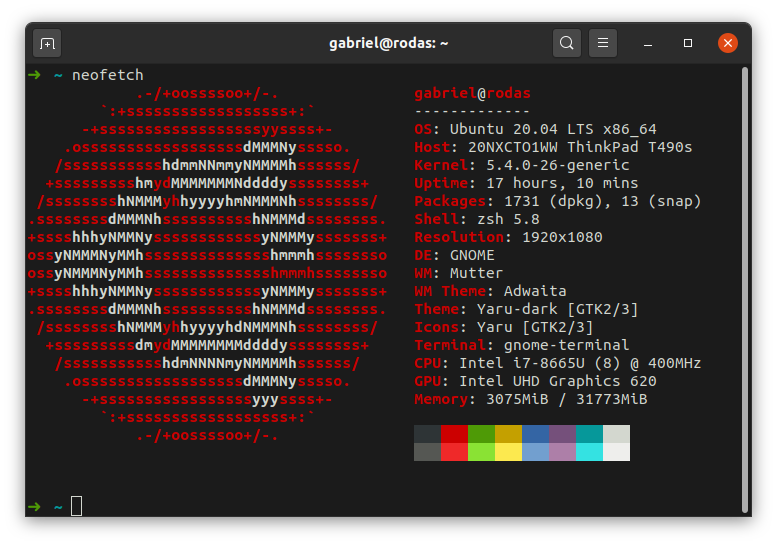 gabriel@rodas: ~
➜ ~ neofetch
.-/+oossssoo+/-.
`:+ssssssssssssssssss+:`
-+ssssssssssssssssssyyssss+-
.ossssssssssssssssssdMMMNysssso.
/ssssssssssshdmmNNmmyNMMMMhssssss/
+ssssssssshmydMMMMMMMNddddyssssssss+
/sssssssshNMMMyhhyyyyhmNMMMNhssssssss/
.ssssssssdMMMNhsssssssssshNMMMdssssssss.
+sssshhhyNMMNyssssssssssssyNMMMysssssss+
ossyNMMMNyMMhsssssssssssssshmmmhssssssso
ossyNMMMNyMMhsssssssssssssshmmmhssssssso
+sssshhhyNMMNyssssssssssssyNMMMysssssss+
.ssssssssdMMMNhsssssssssshNMMMdssssssss.
/sssssssshNMMMyhhyyyyhdNMMMNhssssssss/
+sssssssssdmydMMMMMMMMddddyssssssss+
/ssssssssssshdmNNNNmyNMMMMhssssss/
.ossssssssssssssssssdMMMNysssso.
-+sssssssssssssssssyyyssss+-
`:+ssssssssssssssssss+:`
.-/+oossssoo+/-.
gabriel@rodas
-------------
OS: Ubuntu 20.04 LTS x86_64
Host: 20NXCTO1WW ThinkPad T490s
Kernel: 5.4.0-26-generic
Uptime: 17 hours, 10 mins
Packages: 1731 (dpkg), 13 (snap)
Shell: zsh 5.8
Resolution: 1920x1080
DE: GNOME
WM: Mutter
WM Theme: Adwaita
Theme: Yaru-dark [GTK2/3]
Icons: Yaru [GTK2/3]
Terminal: gnome-terminal
CPU: Intel i7-8665U (8) @ 400MHz
GPU: Intel UHD Graphics 620
Memory: 3075MiB / 31773MiB
➜ ~